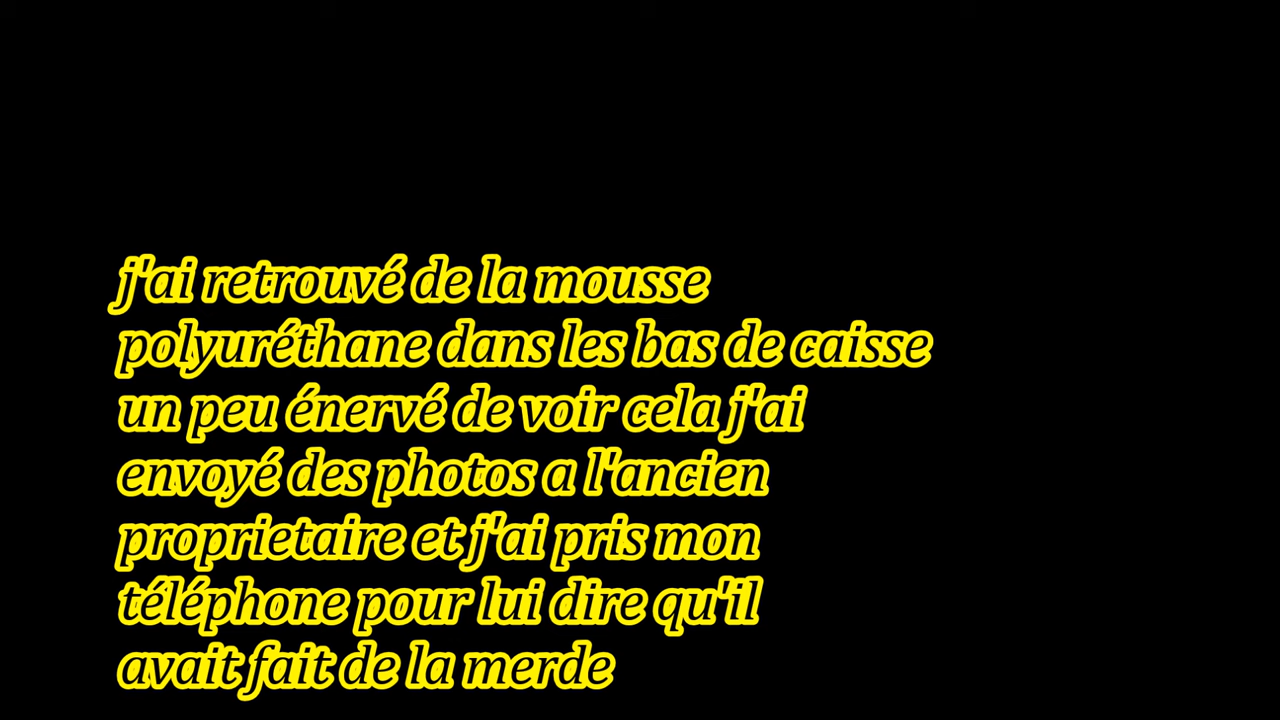 j'ai retrouvé de la mousse
polyuréthane dans les bas de caisse
un peu énervé de voir cela j'ai
envoyé des photos a l'ancien
proprietaire et j'ai pris mon
téléphone pour lui dire qu'il
avait fait de la merde